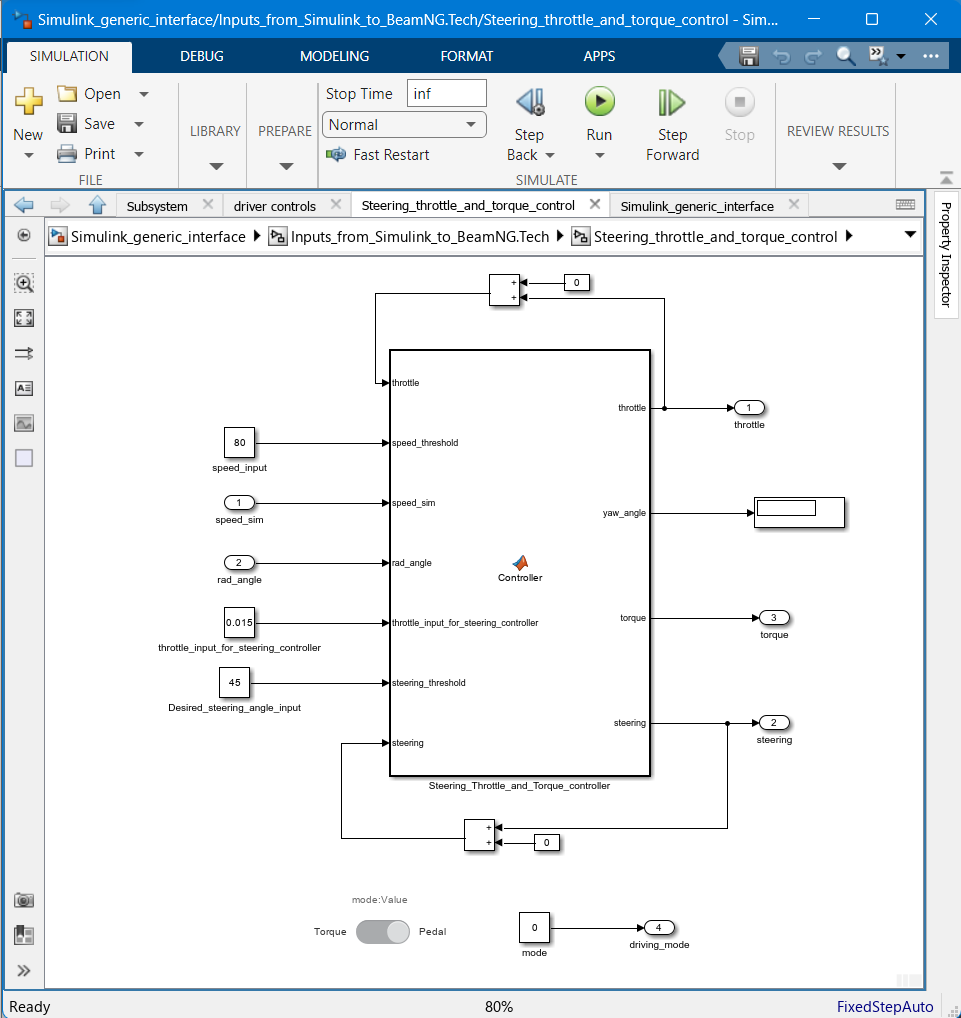 Simulink_generic_interface/Inputs_from_Simulink_to_BeamNG.Tech/Steering_throttle_and_torque_control - Sim...
SIMULATION DEBUG MODELING FORMAT APPS
New
Open
Save
Print
FILE
LIBRARY
PREPARE
Stop Time inf
Normal
Fast Restart
Step Back
Run
Step Forward
Stop
SIMULATE
REVIEW RESULTS
Subsystem
driver controls
Steering_throttle_and_torque_control
Simulink_generic_interface
Simulink_generic_interface
Inputs_from_Simulink_to_BeamNG.Tech
Steering_throttle_and_torque_control
Property Inspector
+
+
0
throttle
throttle
1
throttle
80
speed_input
speed_threshold
1
speed_sim
speed_sim
yaw_angle
2
rad_angle
rad_angle
Controller
0.015
throttle_input_for_steering_controller
throttle_input_for_steering_controller
torque
3
torque
45
Desired_steering_angle_input
steering_threshold
steering
steering
2
steering
Steering_Throttle_and_Torque_controller
+
+
0
mode:Value
Torque
Pedal
0
mode
4
driving_mode
Ready
80%
FixedStepAuto